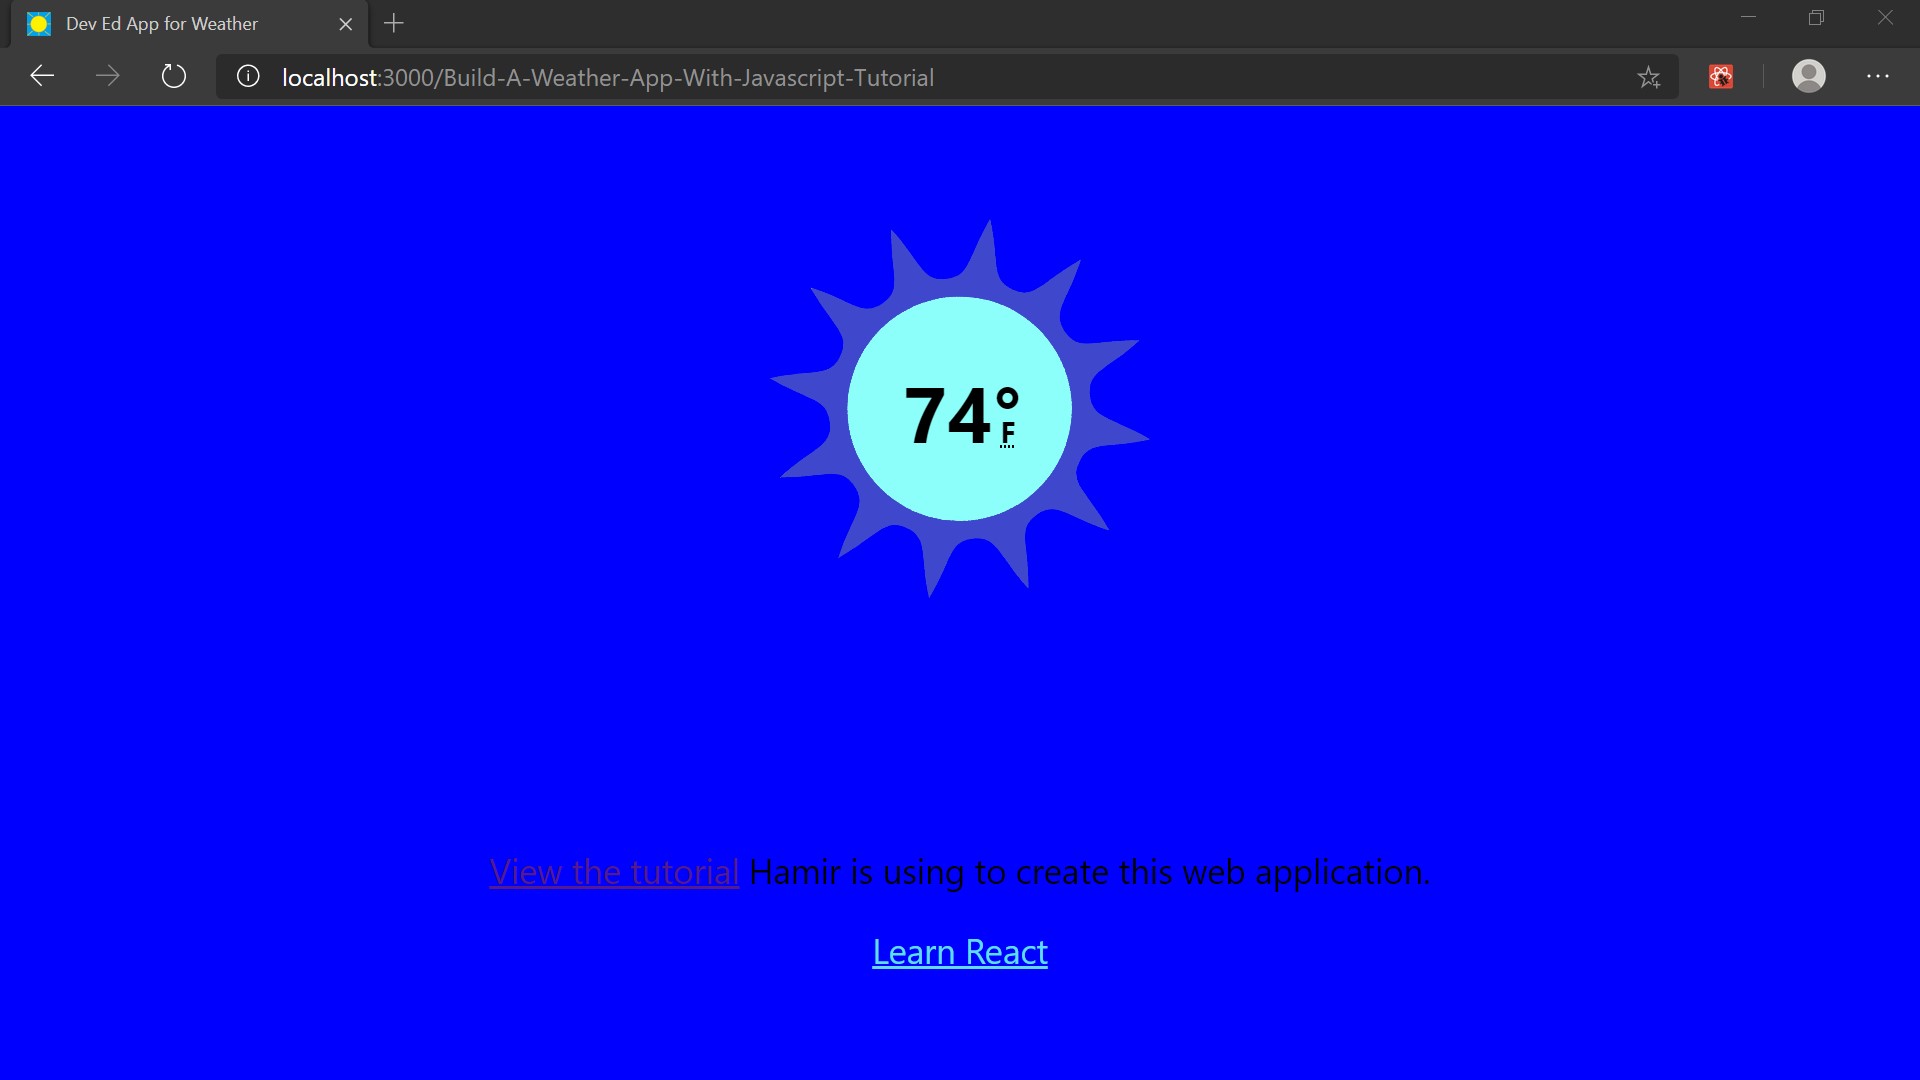 Dev Ed App for Weather
localhost:3000/Build-A-Weather-App-With-Javascript-Tutorial
74°
F
View the tutorial Hamir is using to create this web application.
Learn React